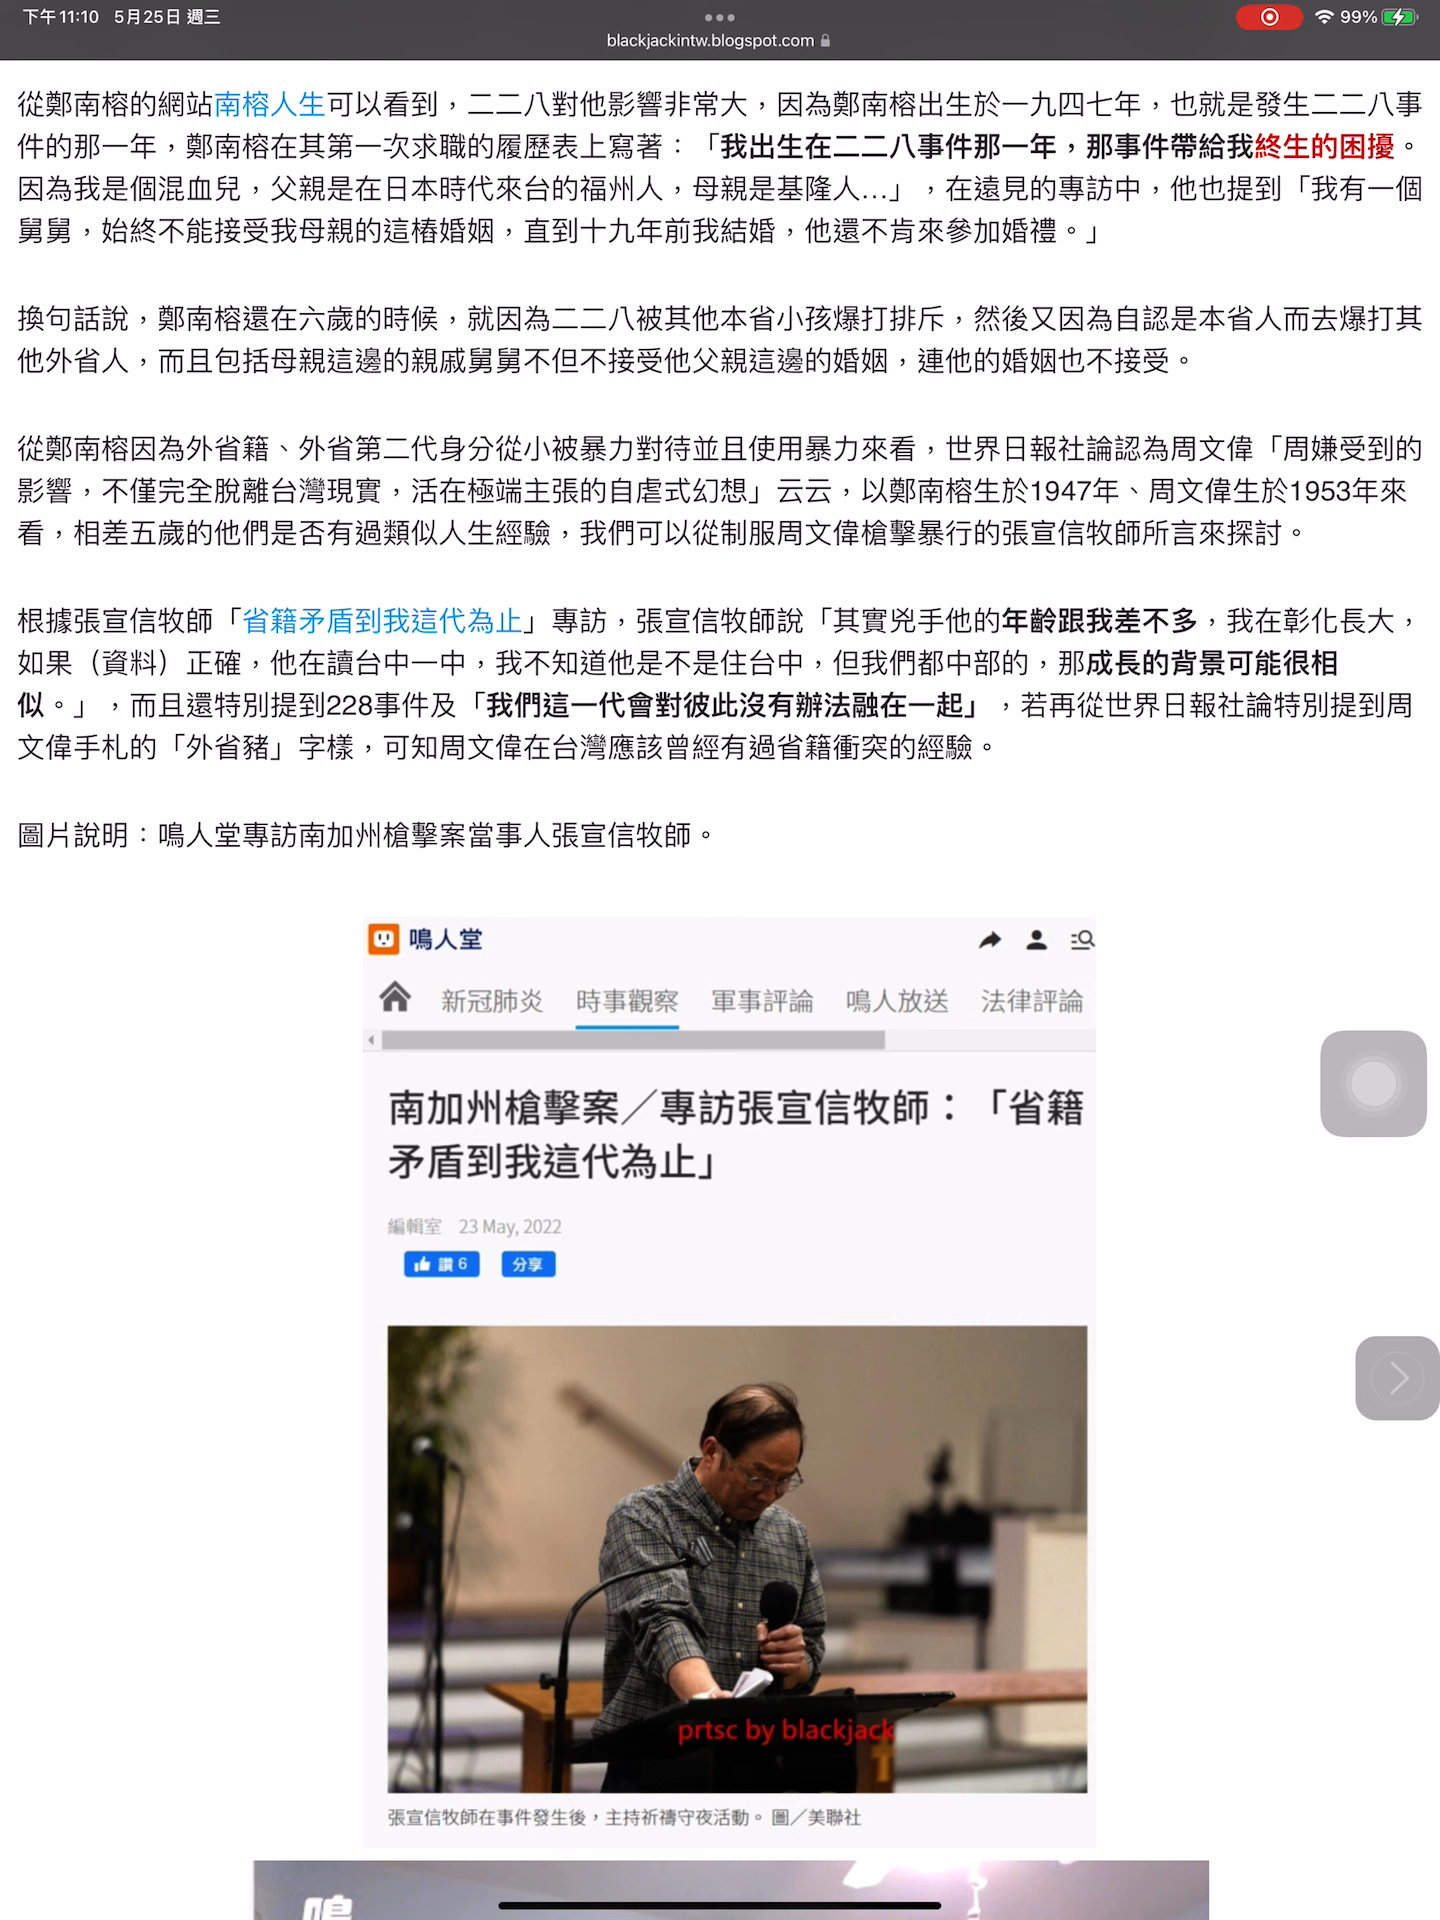 下午11:10 5月25日 週三
99%
blackjackintw.blogspot.com
從鄭南榕的網站南榕人生可以看到，二二八對他影響非常大，因為鄭南榕出生於一九四七年，也就是發生二二八事
件的那一年，鄭南榕在其第一次求職的履歷表上寫著：「我出生在二二八事件那一年，那事件帶給我終生的困擾。
因為我是個混血兒，父親是在日本時代來台的福州人，母親是基隆人…」，在遠見的專訪中，他也提到「我有一個
舅舅，始終不能接受我母親的這樁婚姻，直到十九年前我結婚，他還不肯來參加婚禮。」
換句話說，鄭南榕還在六歲的時候，就因為二二八被其他本省小孩爆打排斥，然後又因為自認是本省人而去爆打其
他外省人，而且包括母親這邊的親戚舅舅不但不接受他父親這邊的婚姻，連他的婚姻也不接受。
從鄭南榕因為外省籍、外省第二代身分從小被暴力對待並且使用暴力來看，世界日報社論認為周文偉「周嫌受到的
影響，不僅完全脫離台灣現實，活在極端主張的自虐式幻想」云云，以鄭南榕生於1947年、周文偉生於1953年來
看，相差五歲的他們是否有過類似人生經驗，我們可以從制服周文偉槍擊暴行的張宣信牧師所言來探討。
根據張宣信牧師「省籍矛盾到我這代為止」專訪，張宣信牧師說「其實兇手他的年齡跟我差不多，我在彰化長大，
如果（資料）正確，他在讀台中一中，我不知道他是不是住台中，但我們都中部的，那成長的背景可能很相
似。」，而且還特別提到228事件及「我們這一代會對彼此沒有辦法融在一起」，若再從世界日報社論特別提到周
文偉手札的「外省豬」字樣，可知周文偉在台灣應該曾經有過省籍衝突的經驗。
圖片說明：鳴人堂專訪南加州槍擊案當事人張宣信牧師。
鳴人堂
新冠肺炎 時事觀察 軍事評論 鳴人放送 法律評論
南加州槍擊案／專訪張宣信牧師：「省籍
矛盾到我這代為止」
編輯室 23 May, 2022
讚 6 分享
prtsc by blackjack
張宣信牧師在事件發生後，主持祈禱守夜活動。圖／美聯社
鳴